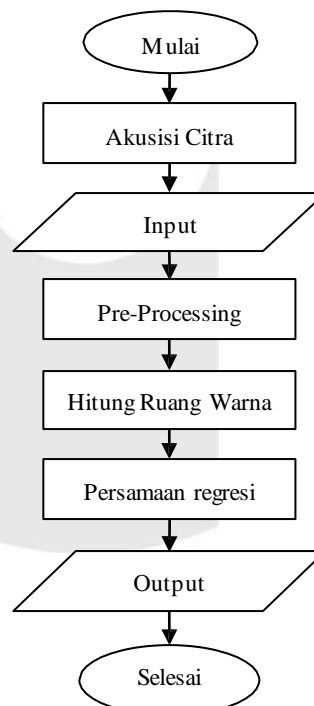 Mulai
Akusisi Citra
Input
Pre-Processing
Hitung Ruang Warna
Persamaan regresi
Output
Selesai